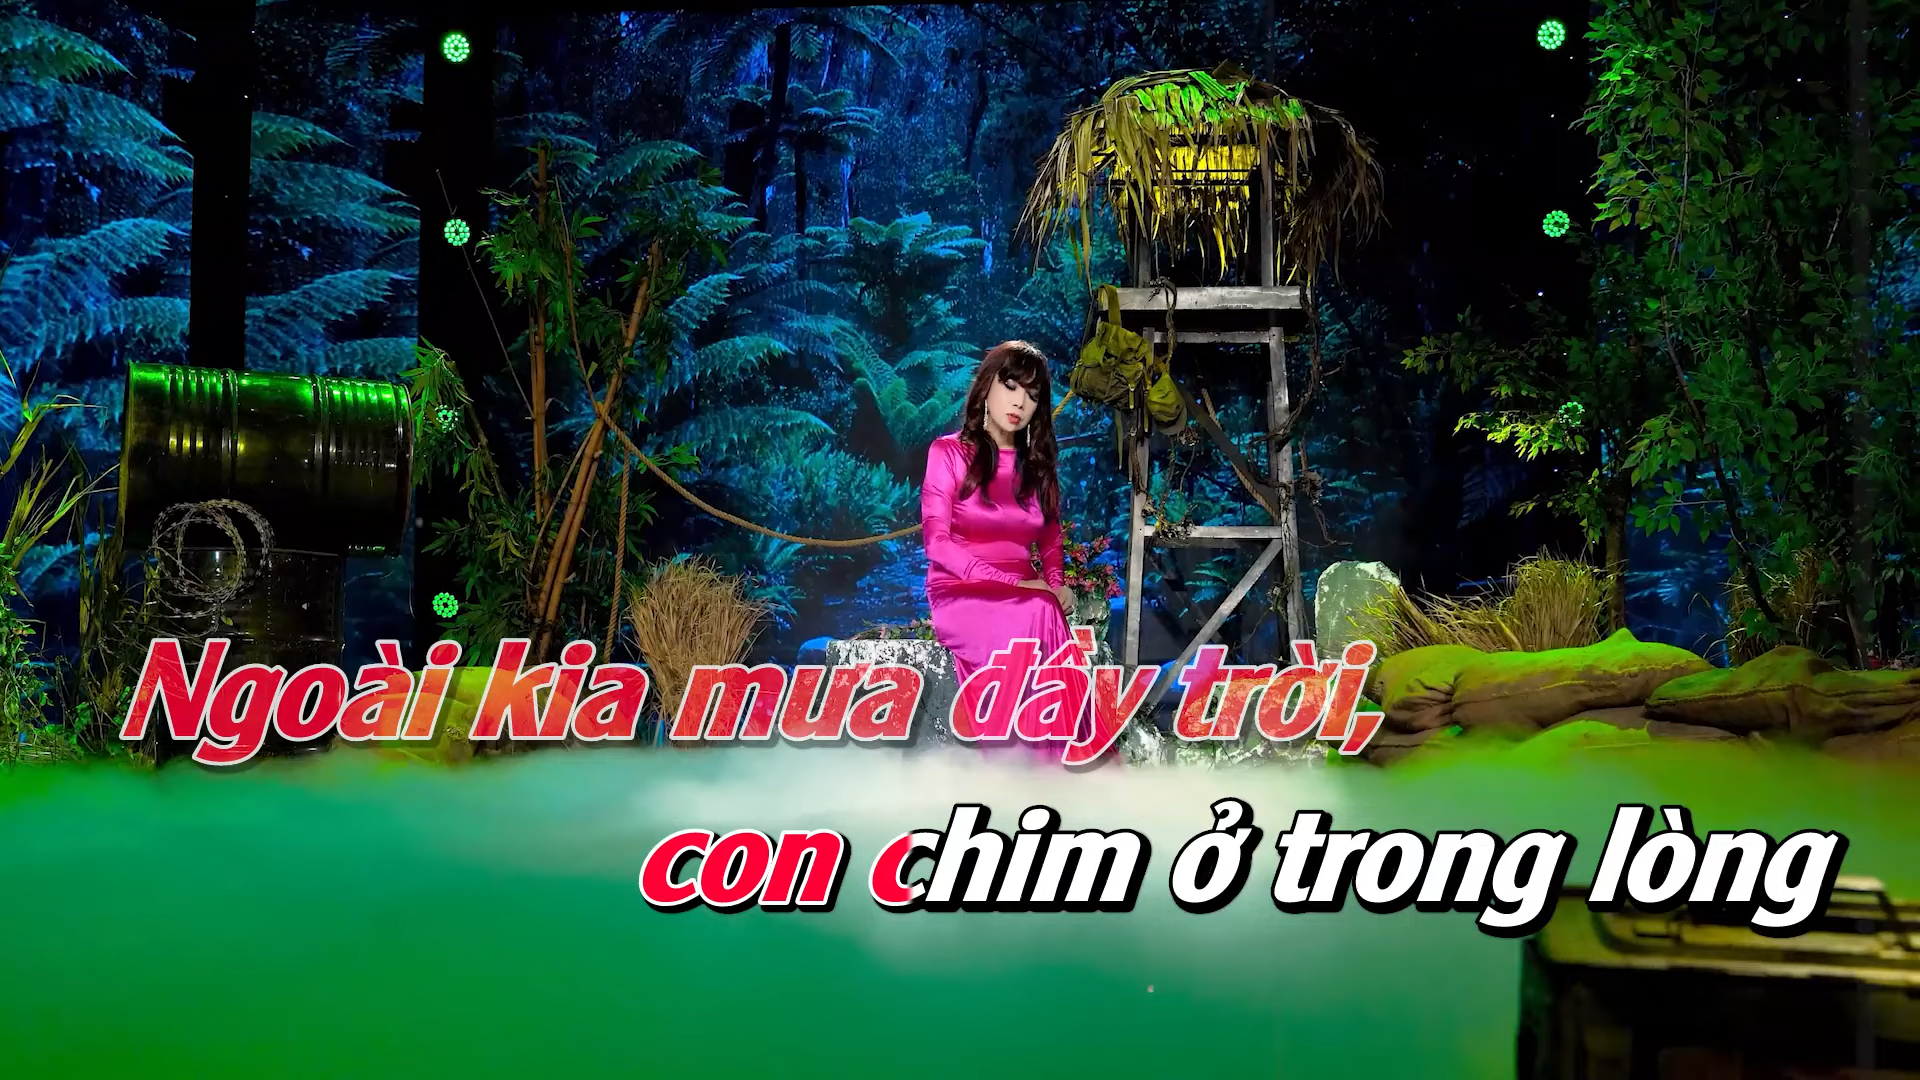 Ngoài kia mưa đầy trời,
con chim ở trong lòng